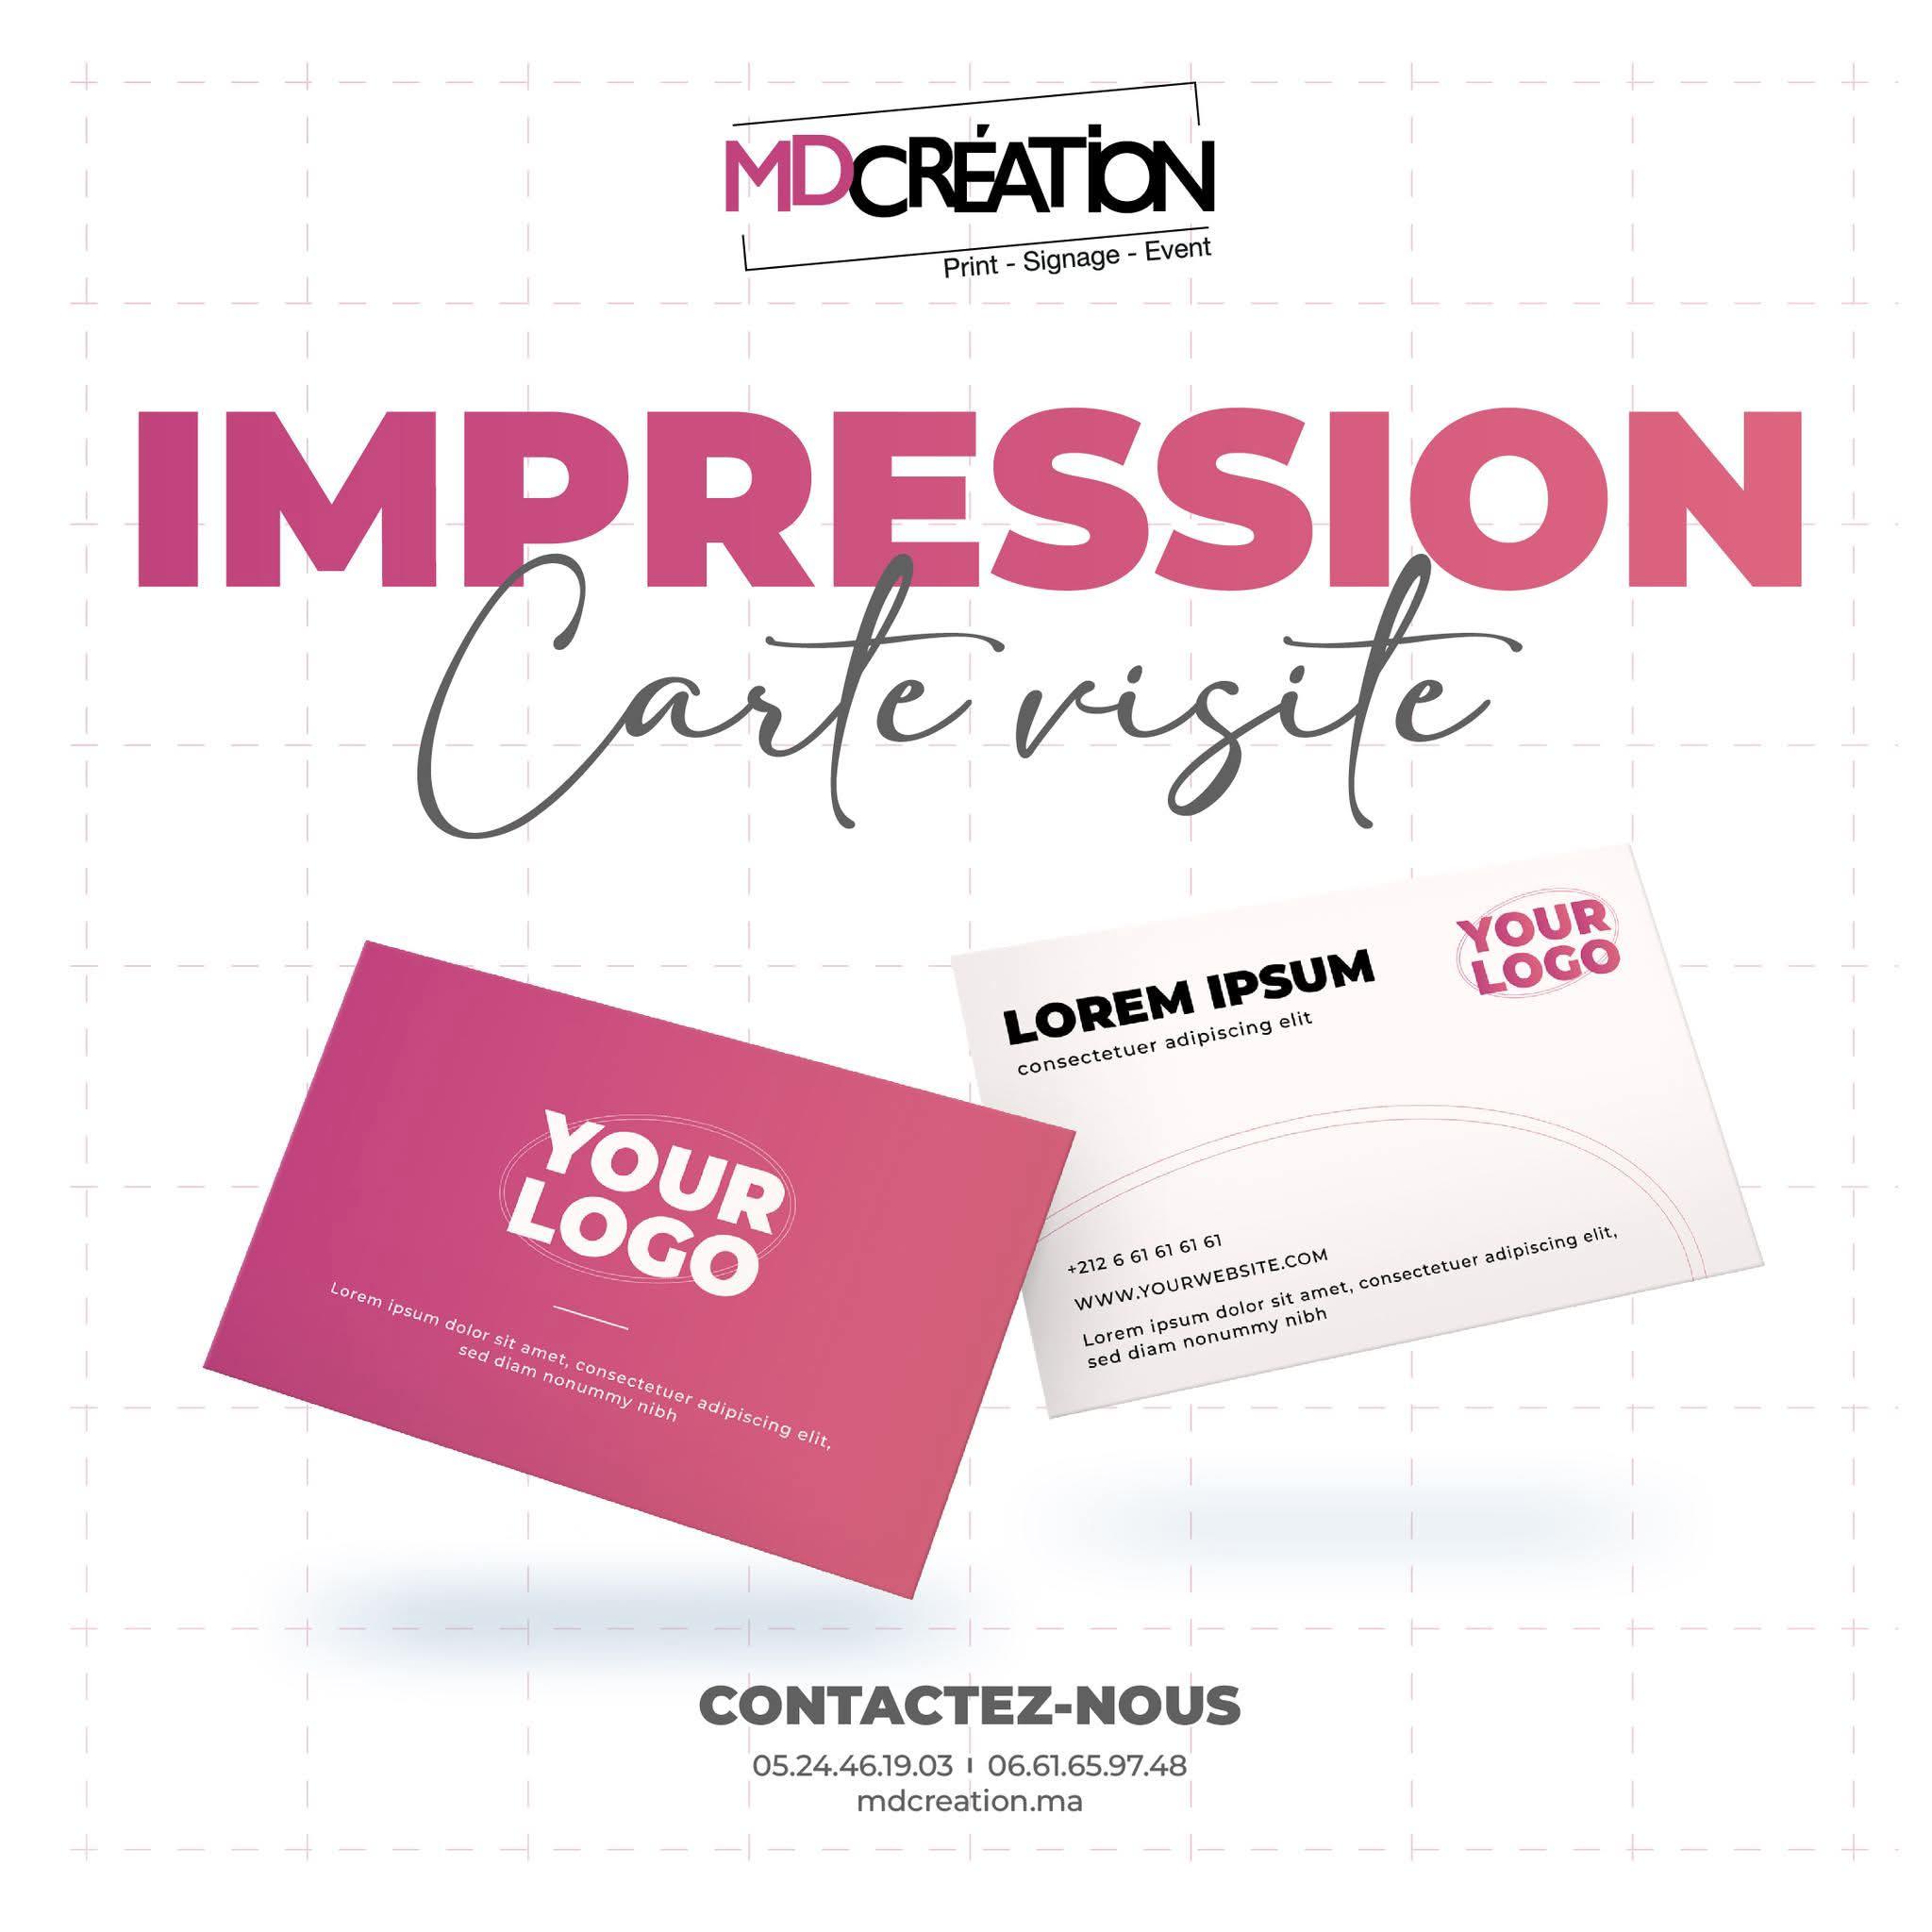 MDCRÉATiON
Print - Signage - Event
IMPRESSION
Carte visite
YOUR
LOGO
Lorem ipsum dolor sit amet, consectetuer adipiscing elit,
sed diam nonummy nibh
LOREM IPSUM
consectetuer adipiscing elit
YOUR
LOGO
+212 6 61 61 61 61
WWW.YOURWEBSITE.COM
Lorem ipsum dolor sit amet, consectetuer adipiscing elit,
sed diam nonummy nibh
CONTACTEZ-NOUS
05.24.46.19.03 | 06.61.65.97.48
mdcreation.ma